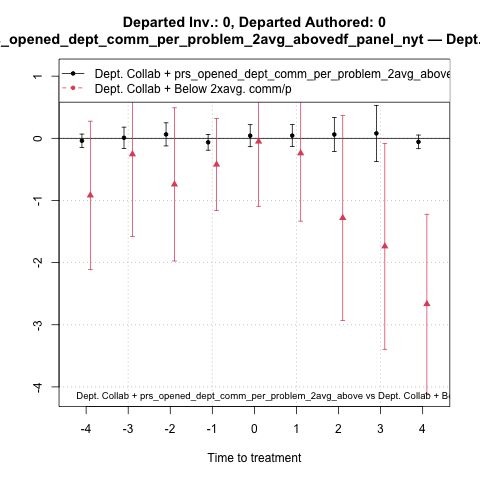 Departed Inv.: 0, Departed Authored: 0
s_opened_dept_comm_per_problem_2avg_abovedf_panel_nyt — Dept.
Dept. Collab + prs_opened_dept_comm_per_problem_2avg_above
Dept. Collab + Below 2xavg. comm/p
1
0
-1
-2
-3
-4
Dept. Collab + prs_opened_dept_comm_per_problem_2avg_above vs Dept. Collab + Be
-4 -3 -2 -1 0 1 2 3 4
Time to treatment